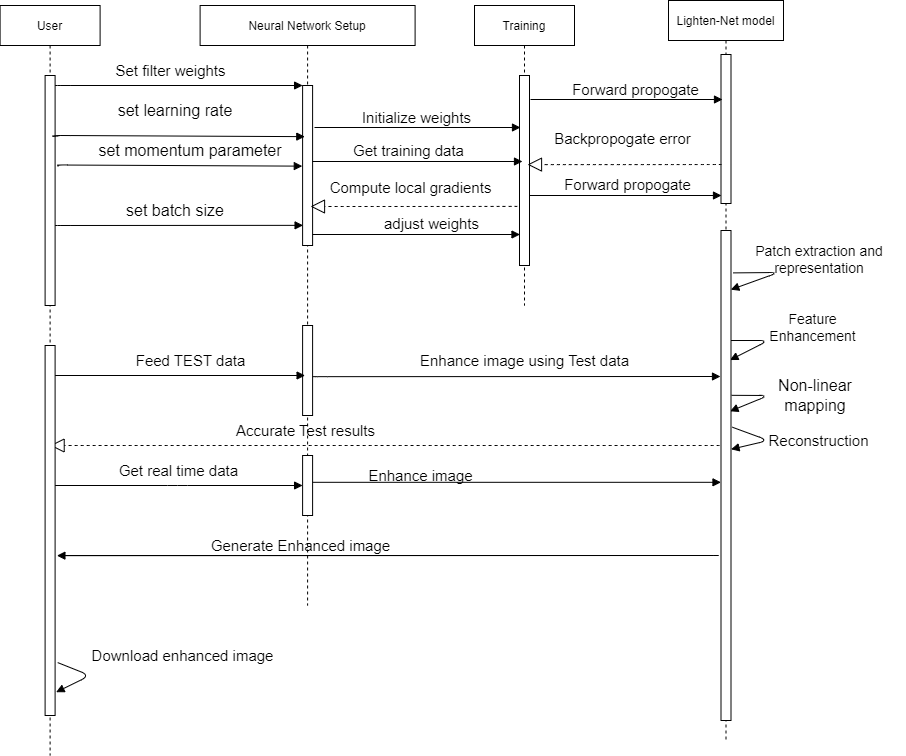 User
Neural Network Setup
Training
Lighten-Net model
Set filter weights
Forward propogate
set learning rate
Initialize weights
Backpropogate error
set momentum parameter
Get training data
Compute local gradients
Forward propogate
set batch size
adjust weights
Patch extraction and
representation
Feature
Enhancement
Feed TEST data
Enhance image using Test data
Non-linear
mapping
Accurate Test results
Reconstruction
Get real time data
Enhance image
Generate Enhanced image
Download enhanced image